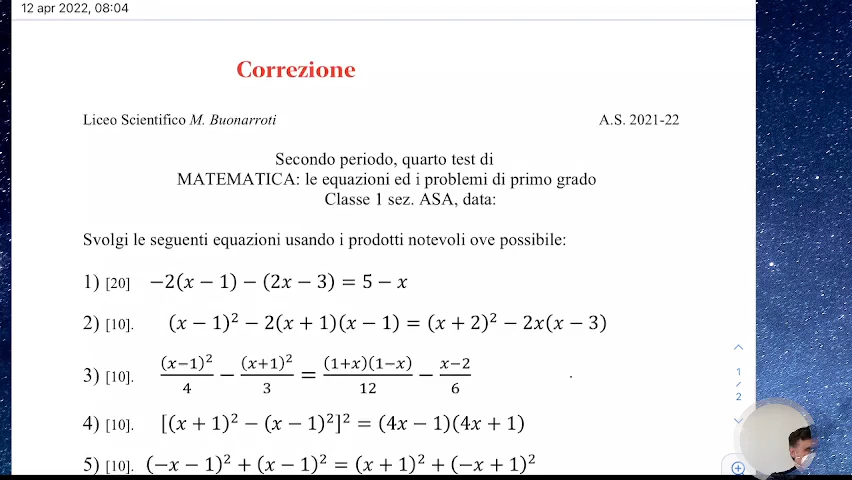 12 apr 2022, 08:04
Correzione
Liceo Scientifico M. Buonarroti A.S. 2021-22
Secondo periodo, quarto test di
MATEMATICA: le equazioni ed i problemi di primo grado
Classe 1 sez. ASA, data:
Svolgi le seguenti equazioni usando i prodotti notevoli ove possibile:
1) [20] −2(x − 1) − (2x − 3) = 5 − x
2) [10]. (x − 1)² − 2(x + 1)(x − 1) = (x + 2)² − 2x(x − 3)
3) [10]. (x−1)²/4 − (x+1)²/3 = (1+x)(1−x)/12 − x−2/6
4) [10]. [(x + 1)² − (x − 1)²]² = (4x − 1)(4x + 1)
5) [10]. (−x − 1)² + (x − 1)² = (x + 1)² + (−x + 1)²
1
/
2